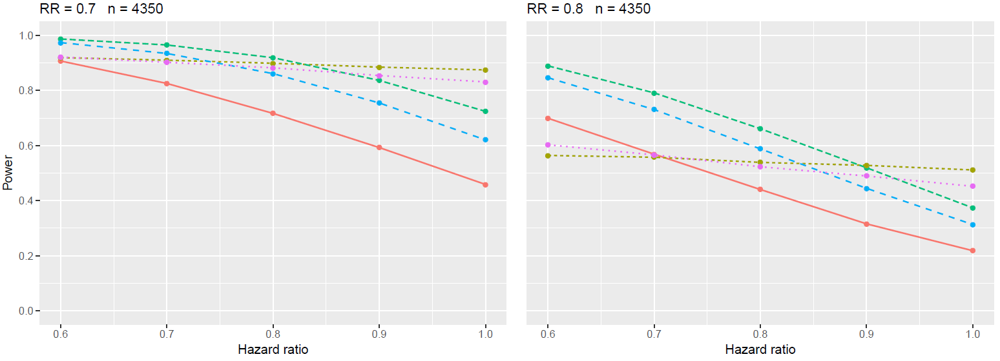 RR = 0.7 n = 4350
RR = 0.8 n = 4350
1.0
0.8
0.6
0.4
0.2
0.0
Power
0.6 0.7 0.8 0.9 1.0
0.6 0.7 0.8 0.9 1.0
Hazard ratio
Hazard ratio